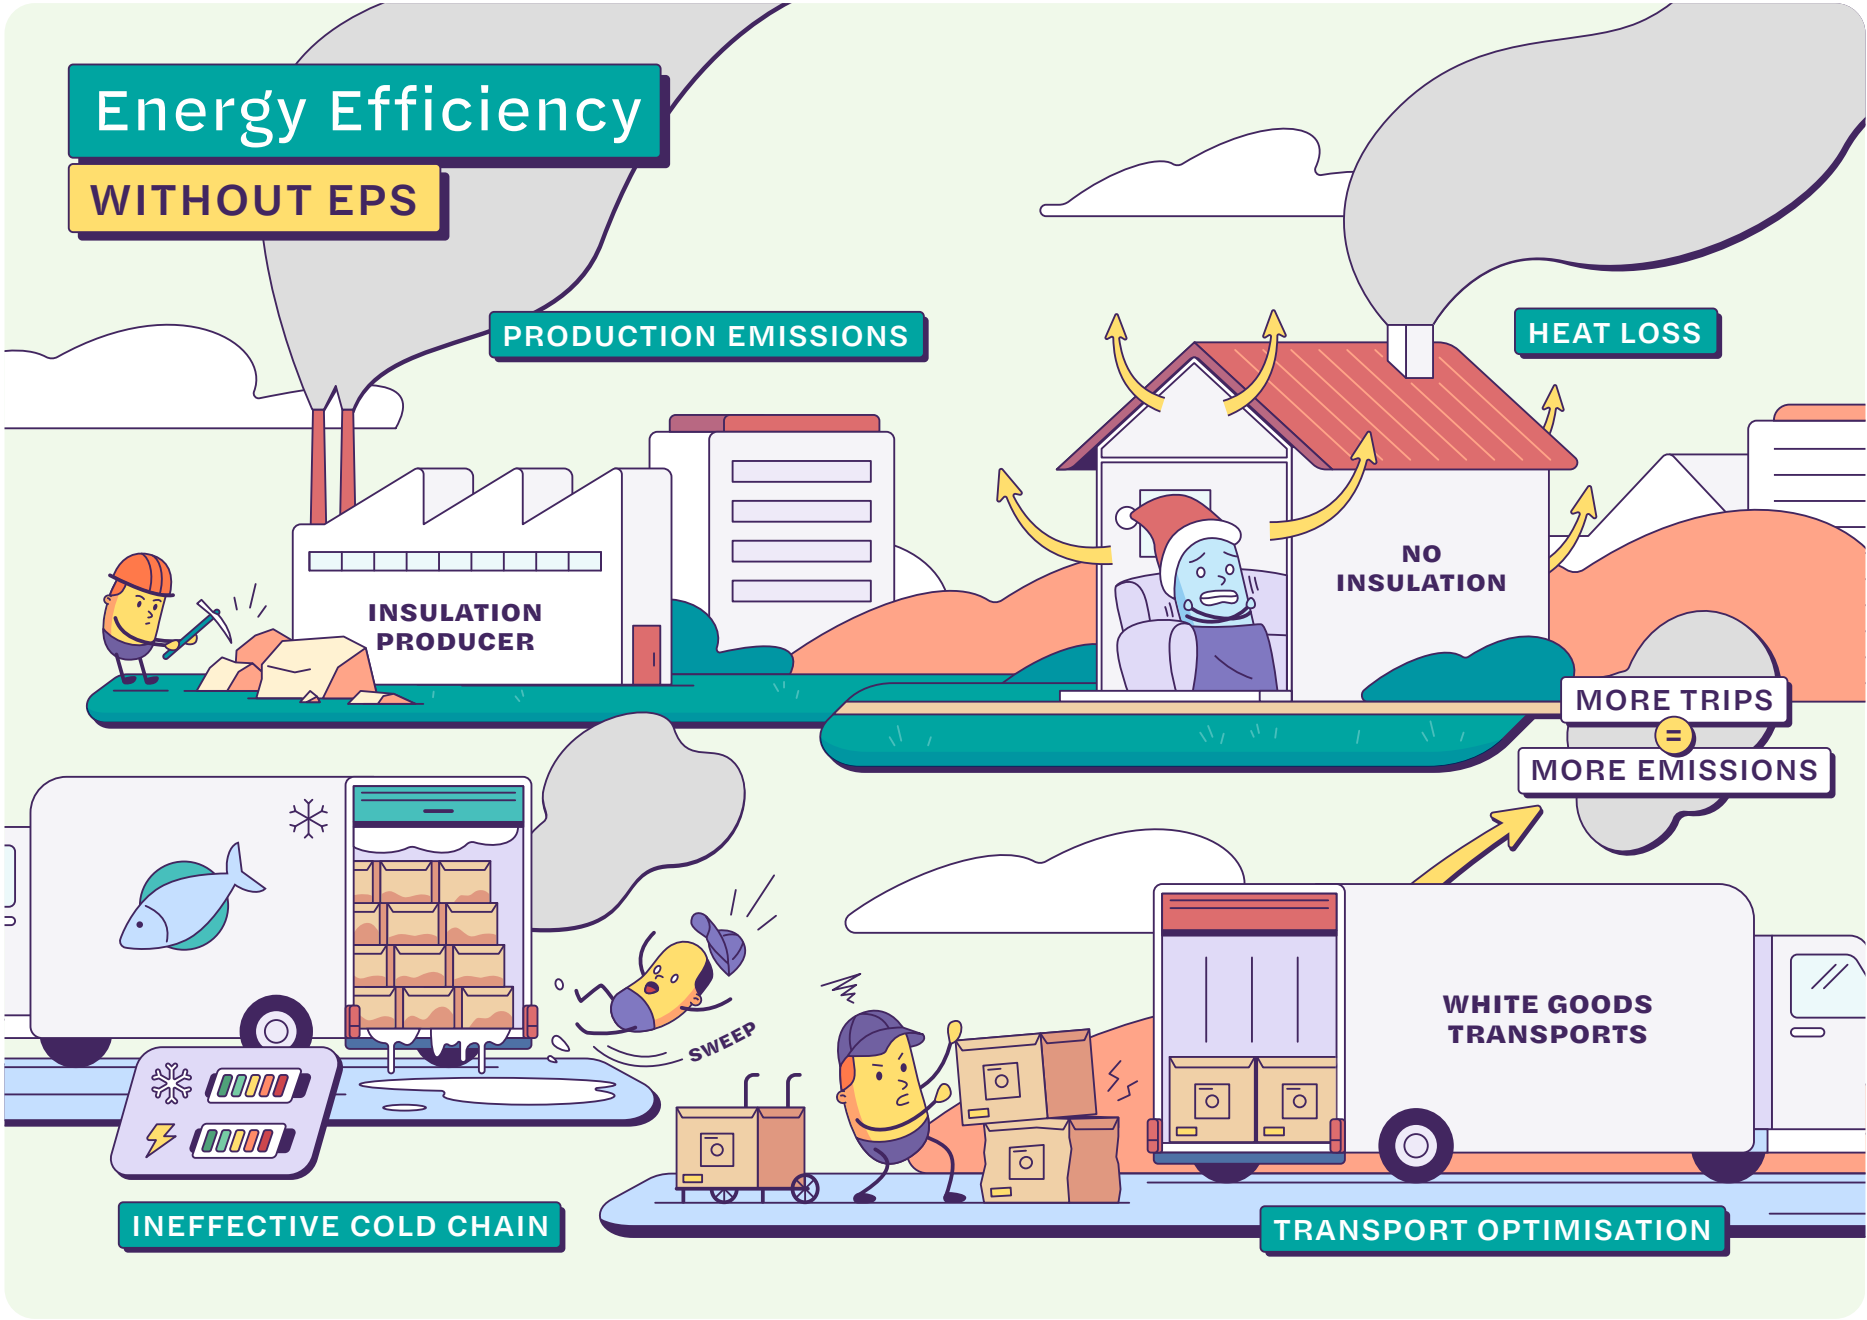 Energy Efficiency
WITHOUT EPS
PRODUCTION EMISSIONS
HEAT LOSS
INSULATION
PRODUCER
NO
INSULATION
MORE TRIPS
=
MORE EMISSIONS
SWEEP
WHITE GOODS
TRANSPORTS
INEFFECTIVE COLD CHAIN
TRANSPORT OPTIMISATION